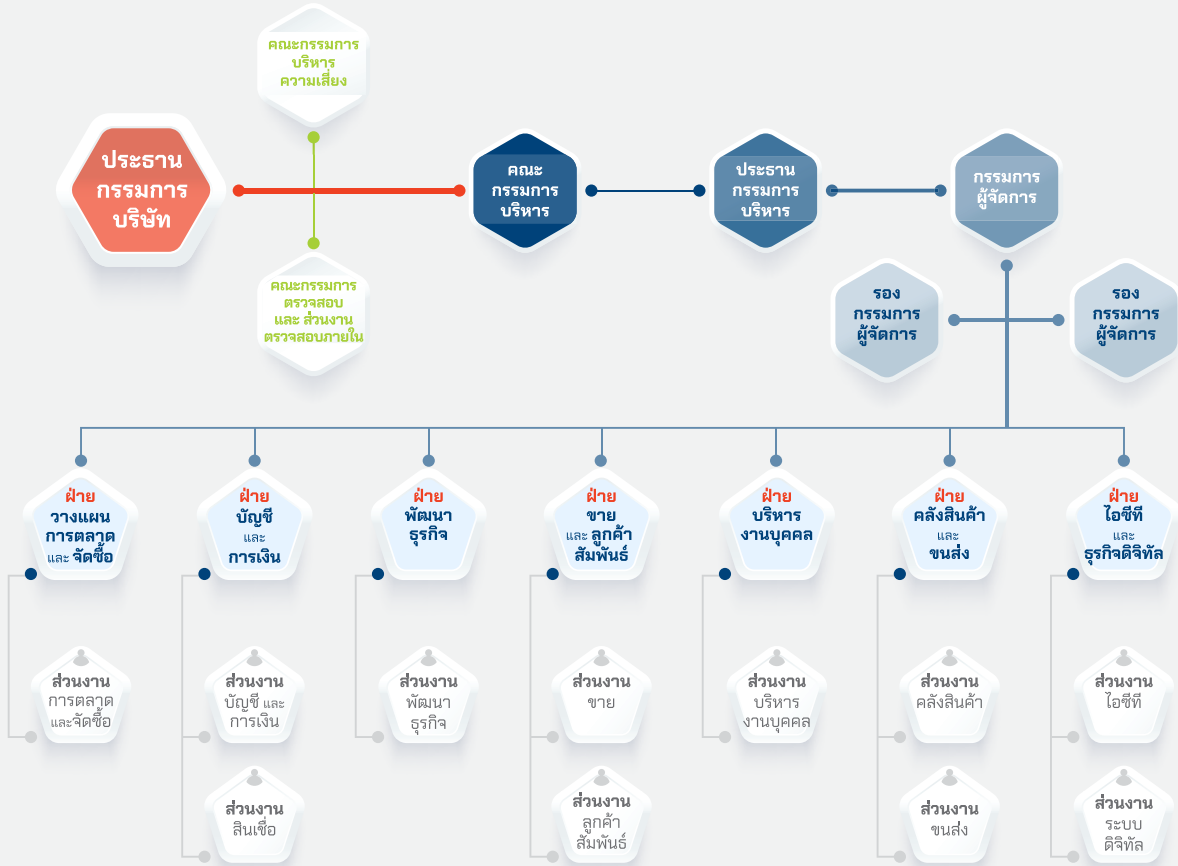 คณะกรรมการ
บริหาร
ความเสี่ยง
ประธาน
กรรมการ
บริษัท
คณะ
กรรมการ
บริหาร
ประธาน
กรรมการ
บริหาร
กรรมการ
ผู้จัดการ
คณะกรรมการ
ตรวจสอบ
และ ส่วนงาน
ตรวจสอบภายใน
รอง
กรรมการ
ผู้จัดการ
รอง
กรรมการ
ผู้จัดการ
ฝ่าย
วางแผน
การตลาด
และ จัดซื้อ
ฝ่าย
บัญชี
และ
การเงิน
ฝ่าย
พัฒนา
ธุรกิจ
ฝ่าย
ขาย
และ ลูกค้า
สัมพันธ์
ฝ่าย
บริหาร
งานบุคคล
ฝ่าย
คลังสินค้า
และ
ขนส่ง
ฝ่าย
ไอซีที
และ
ธุรกิจดิจิทัล
ส่วนงาน
การตลาด
และจัดซื้อ
ส่วนงาน
บัญชี และ
การเงิน
ส่วนงาน
พัฒนา
ธุรกิจ
ส่วนงาน
ขาย
ส่วนงาน
บริหาร
งานบุคคล
ส่วนงาน
คลังสินค้า
ส่วนงาน
ไอซีที
ส่วนงาน
สินเชื่อ
ส่วนงาน
ลูกค้า
สัมพันธ์
ส่วนงาน
ขนส่ง
ส่วนงาน
ระบบ
ดิจิทัล